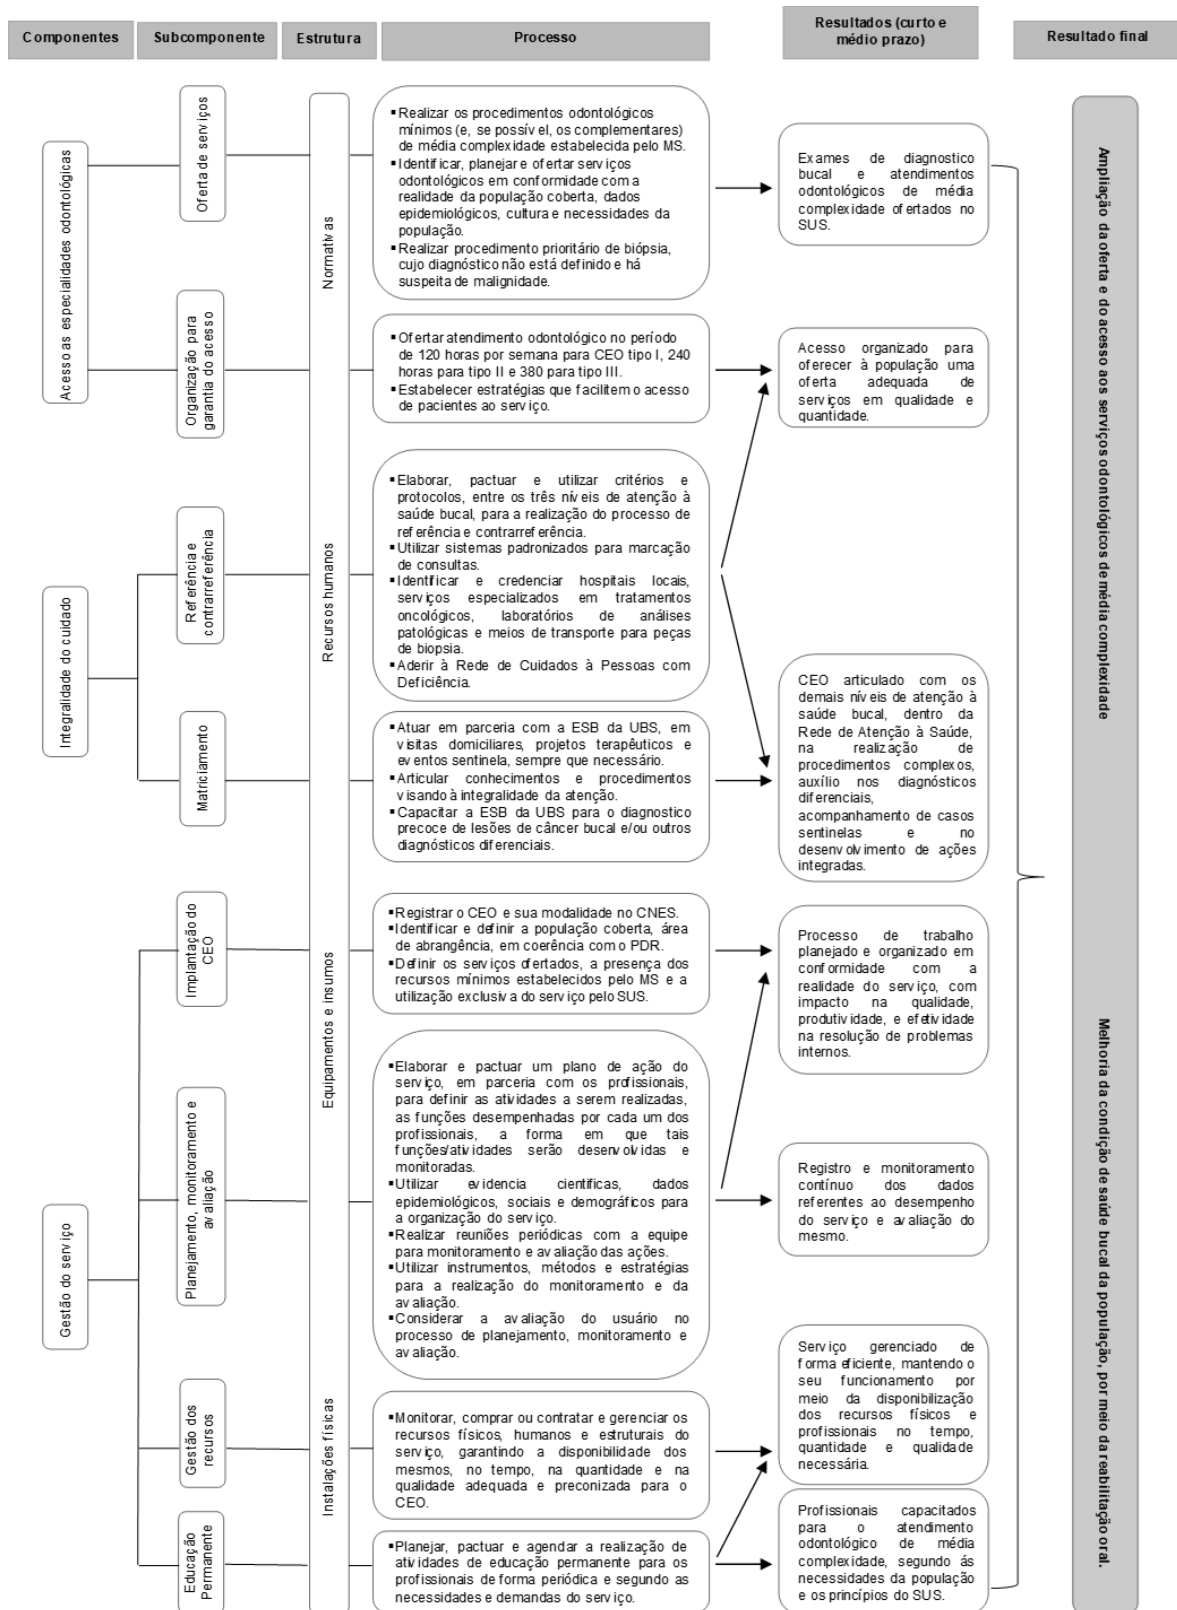 Componentes
Subcomponente
Estrutura
Processo
Resultados (curto e
médio prazo)
Resultado final
Acesso as especialidades odontológicas
Oferta de serviços
Organização para
garantia do acesso
Normativas
▪Realizar os procedimentos odontológicos
mínimos (e, se possível, os complementares)
de média complexidade estabelecida pelo MS.
▪Identificar, planejar e ofertar serviços
odontológicos em conformidade com a
realidade da população coberta, dados
epidemiológicos, cultura e necessidades da
população.
▪Realizar procedimento prioritário de biópsia,
cujo diagnóstico não está definido e há
suspeita de malignidade.
Exames de diagnostico
bucal e atendimentos
odontológicos de média
complexidade ofertados no
SUS.
▪Ofertar atendimento odontológico no período
de 120 horas por semana para CEO tipo I, 240
horas para tipo II e 380 para tipo III.
▪Estabelecer estratégias que facilitem o acesso
de pacientes ao serviço.
Acesso organizado para
oferecer à população uma
oferta adequada de
serviços em qualidade e
quantidade.
Integralidade do cuidado
Referência e
contrarreferência
Matriciamento
Recursos humanos
▪Elaborar, pactuar e utilizar critérios e
protocolos, entre os três níveis de atenção à
saúde bucal, para a realização do processo de
referência e contrarreferência.
▪Utilizar sistemas padronizados para marcação
de consultas.
▪Identificar e credenciar hospitais locais,
serviços especializados em tratamentos
oncológicos, laboratórios de análises
patológicas e meios de transporte para peças
de biopsia.
▪Aderir à Rede de Cuidados à Pessoas com
Deficiência.
▪Atuar em parceria com a ESB da UBS, em
visitas domiciliares, projetos terapêuticos e
eventos sentinela, sempre que necessário.
▪Articular conhecimentos e procedimentos
visando à integralidade da atenção.
▪Capacitar a ESB da UBS para o diagnostico
precoce de lesões de câncer bucal e/ou outros
diagnósticos diferenciais.
CEO articulado com os
demais níveis de atenção à
saúde bucal, dentro da
Rede de Atenção à Saúde,
na realização de
procedimentos complexos,
auxílio nos diagnósticos
diferenciais,
acompanhamento de casos
sentinelas e no
desenvolvimento de ações
integradas.
Gestão do serviço
Implantação do
CEO
Planejamento, monitoramento e
avaliação
Gestão dos
recursos
Educação
Permanente
Equipamentos e insumos
Instalações físicas
▪Registrar o CEO e sua modalidade no CNES.
▪Identificar e definir a população coberta, área
de abrangência, em coerência com o PDR.
▪Definir os serviços ofertados, a presença dos
recursos mínimos estabelecidos pelo MS e a
utilização exclusiva do serviço pelo SUS.
Processo de trabalho
planejado e organizado em
conformidade com a
realidade do serviço, com
impacto na qualidade,
produtividade, e efetividade
na resolução de problemas
internos.
▪Elaborar e pactuar um plano de ação do
serviço, em parceria com os profissionais,
para definir as atividades a serem realizadas,
as funções desempenhadas por cada um dos
profissionais, a forma em que tais
funções/atividades serão desenvolvidas e
monitoradas.
▪Utilizar evidencia científicas, dados
epidemiológicos, sociais e demográficos para
a organização do serviço.
▪Realizar reuniões periódicas com a equipe
para monitoramento e avaliação das ações.
▪Utilizar instrumentos, métodos e estratégias
para a realização do monitoramento e da
avaliação.
▪Considerar a avaliação do usuário no
processo de planejamento, monitoramento e
avaliação.
Registro e monitoramento
contínuo dos dados
referentes ao desempenho
do serviço e avaliação do
mesmo.
▪Monitorar, comprar ou contratar e gerenciar os
recursos físicos, humanos e estruturais do
serviço, garantindo a disponibilidade dos
mesmos, no tempo, na quantidade e na
qualidade adequada e preconizada para o
CEO.
Serviço gerenciado de
forma eficiente, mantendo o
seu funcionamento por
meio da disponibilização
dos recursos físicos e
profissionais no tempo,
quantidade e qualidade
necessária.
▪Planejar, pactuar e agendar a realização de
atividades de educação permanente para os
profissionais de forma periódica e segundo as
necessidades e demandas do serviço.
Profissionais capacitados
para o atendimento
odontológico de média
complexidade, segundo ás
necessidades da população
e os princípios do SUS.
Ampliação da oferta e do acesso aos serviços odontológicos de média complexidade
Melhoria da condição de saúde bucal da população, por meio da reabilitação oral.